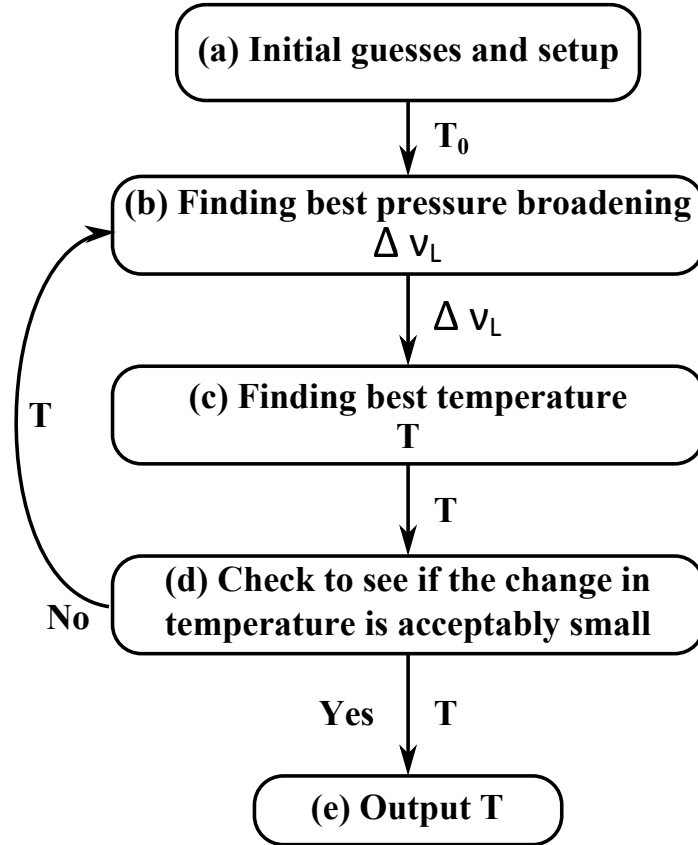 (a) Initial guesses and setup
T₀
(b) Finding best pressure broadening
Δ ν_L
Δ ν_L
(c) Finding best temperature
T
T
T
(d) Check to see if the change in
temperature is acceptably small
No
Yes T
(e) Output T